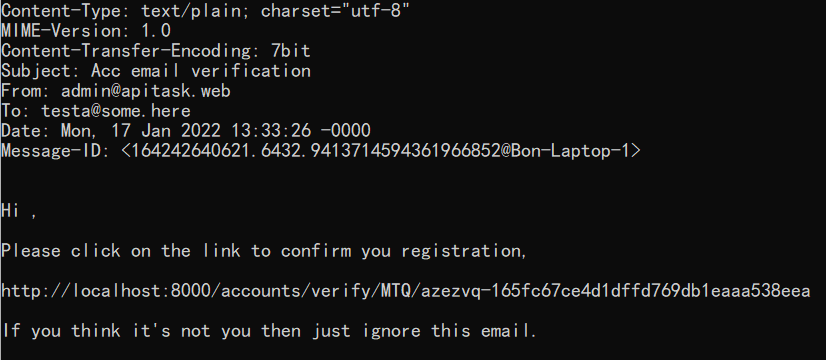 Content-Type: text/plain; charset="utf-8"
MIME-Version: 1.0
Content-Transfer-Encoding: 7bit
Subject: Acc email verification
From: admin@apitask.web
To: testa@some.here
Date: Mon, 17 Jan 2022 13:33:26 -0000
Message-ID: <164242640621.6432.9413714594361966852@Bon-Laptop-1>
Hi ,
Please click on the link to confirm you registration,
http://localhost:8000/accounts/verify/MTQ/azezvq-165fc67ce4d1dffd769db1eaaa538eea
If you think it's not you then just ignore this email.